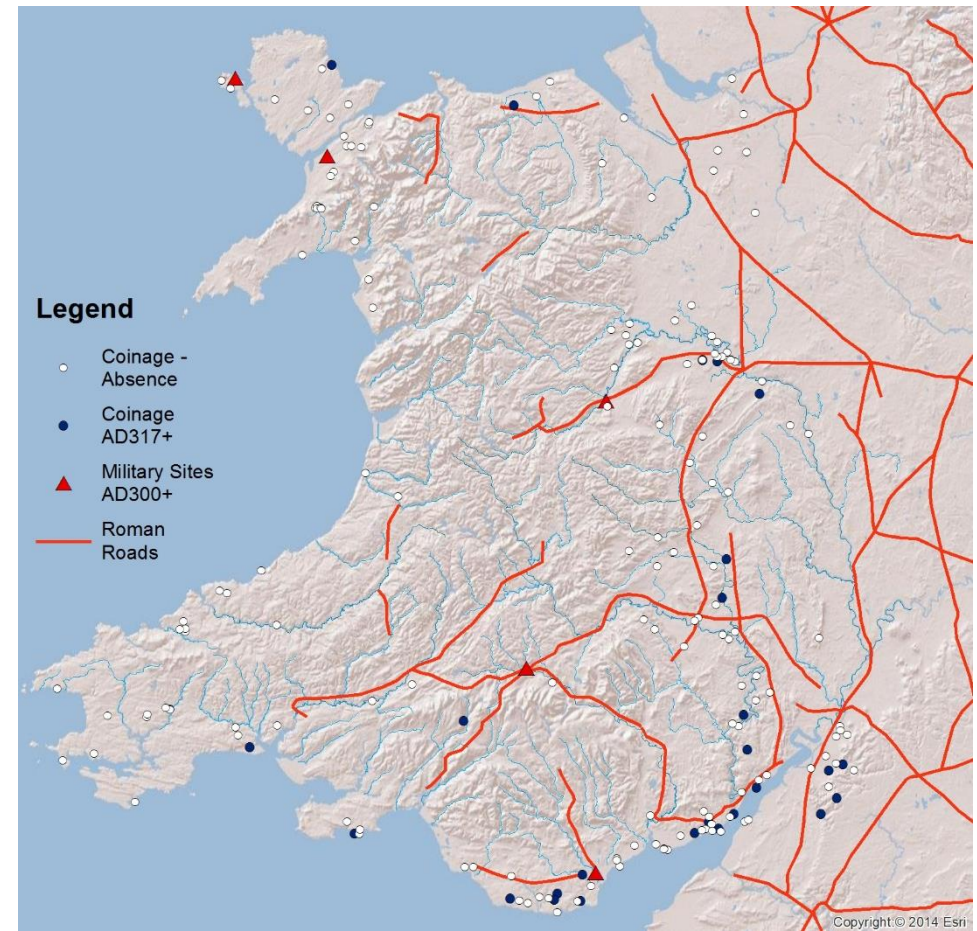 Legend
Coinage -
Absence
Coinage
AD317+
Military Sites
AD300+
Roman
Roads
Copyright:© 2014 Esri